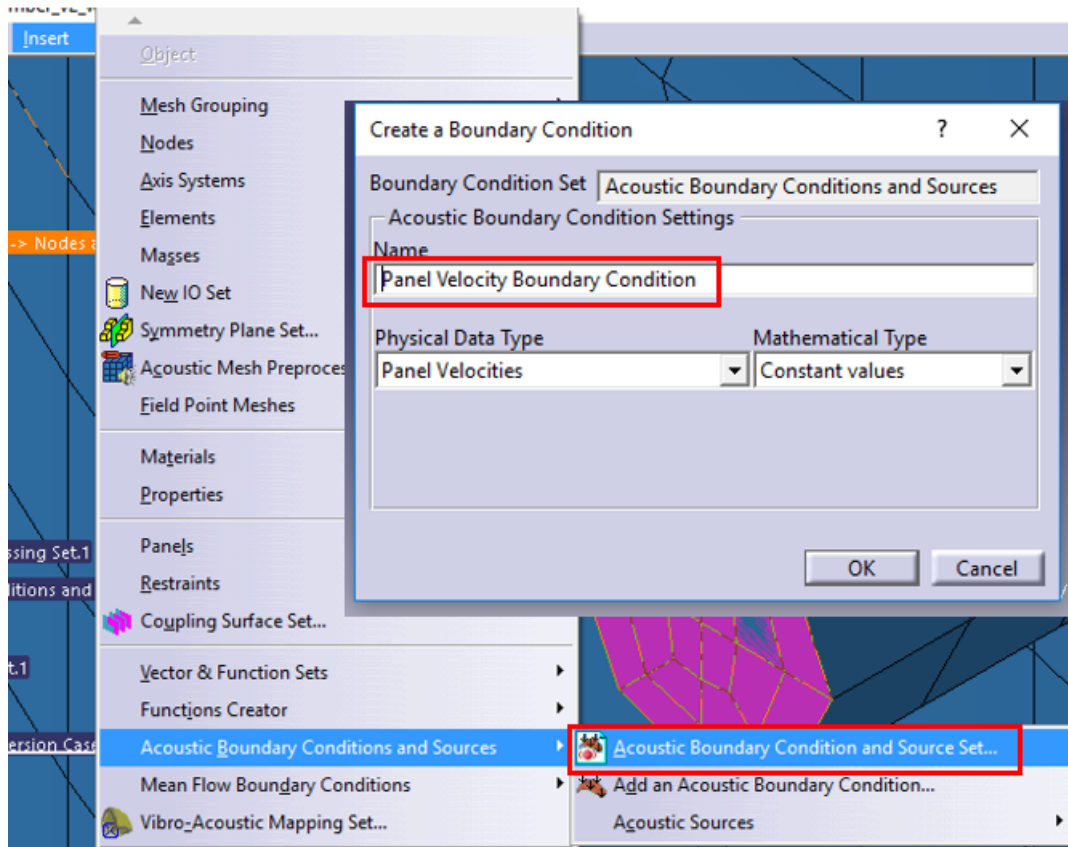 Insert
Object
Mesh Grouping
Nodes
Axis Systems
Elements
-> Nodes
Masses
New IO Set
Symmetry Plane Set...
Acoustic Mesh Preproces
Field Point Meshes
Materials
Properties
Panels
ssing Set.1
Restraints
litions and
Coupling Surface Set...
t.1
Vector & Function Sets
Functions Creator
ersion Case
Acoustic Boundary Conditions and Sources
Mean Flow Boundary Conditions
Vibro-Acoustic Mapping Set...
Create a Boundary Condition
? ×
Boundary Condition Set Acoustic Boundary Conditions and Sources
Acoustic Boundary Condition Settings
Name
Panel Velocity Boundary Condition
Physical Data Type Mathematical Type
Panel Velocities Constant values
OK Cancel
Acoustic Boundary Condition and Source Set...
Add an Acoustic Boundary Condition...
Acoustic Sources